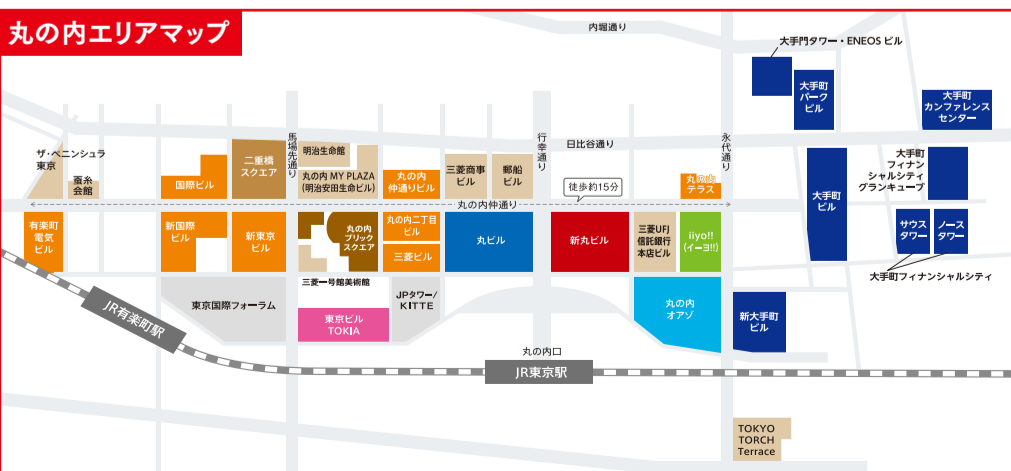 丸の内エリアマップ
内堀通り
大手門タワー・ENEOS ビル
大手町
パーク
ビル
大手町
カンファレンス
センター
馬場先通り
行幸通り
永代通り
日比谷通り
ザ・ペニンシュラ
東京
蚕糸
会館
国際ビル
二重橋
スクエア
明治生命館
丸の内 MY PLAZA
(明治安田生命ビル)
丸の内
仲通りビル
三菱商事
ビル
郵船
ビル
徒歩約15分
丸の内
テラス
大手町
ビル
大手町
フィナン
シャルシティ
グランキューブ
丸の内仲通り
有楽町
電気
ビル
新国際
ビル
新東京
ビル
丸の内
ブリック
スクエア
丸の内二丁目
ビル
三菱ビル
丸ビル
新丸ビル
三菱UFJ
信託銀行
本店ビル
iiyo!!
(イーヨ!!)
サウス
タワー
ノース
タワー
大手町フィナンシャルシティ
三菱一号館美術館
東京国際フォーラム
東京ビル
TOKIA
JPタワー/
KITTE
丸の内
オアゾ
新大手町
ビル
JR有楽町駅
丸の内口
JR東京駅
TOKYO
TORCH
Terrace